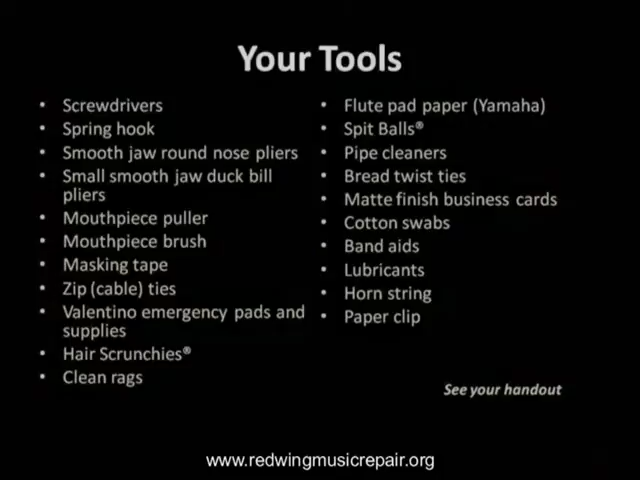 Your Tools
• Screwdrivers
• Spring hook
• Smooth jaw round nose pliers
• Small smooth jaw duck bill
pliers
• Mouthpiece puller
• Mouthpiece brush
• Masking tape
• Zip (cable) ties
• Valentino emergency pads and
supplies
• Hair Scrunchies®
• Clean rags
• Flute pad paper (Yamaha)
• Spit Balls®
• Pipe cleaners
• Bread twist ties
• Matte finish business cards
• Cotton swabs
• Band aids
• Lubricants
• Horn string
• Paper clip
See your handout
www.redwingmusicrepair.org